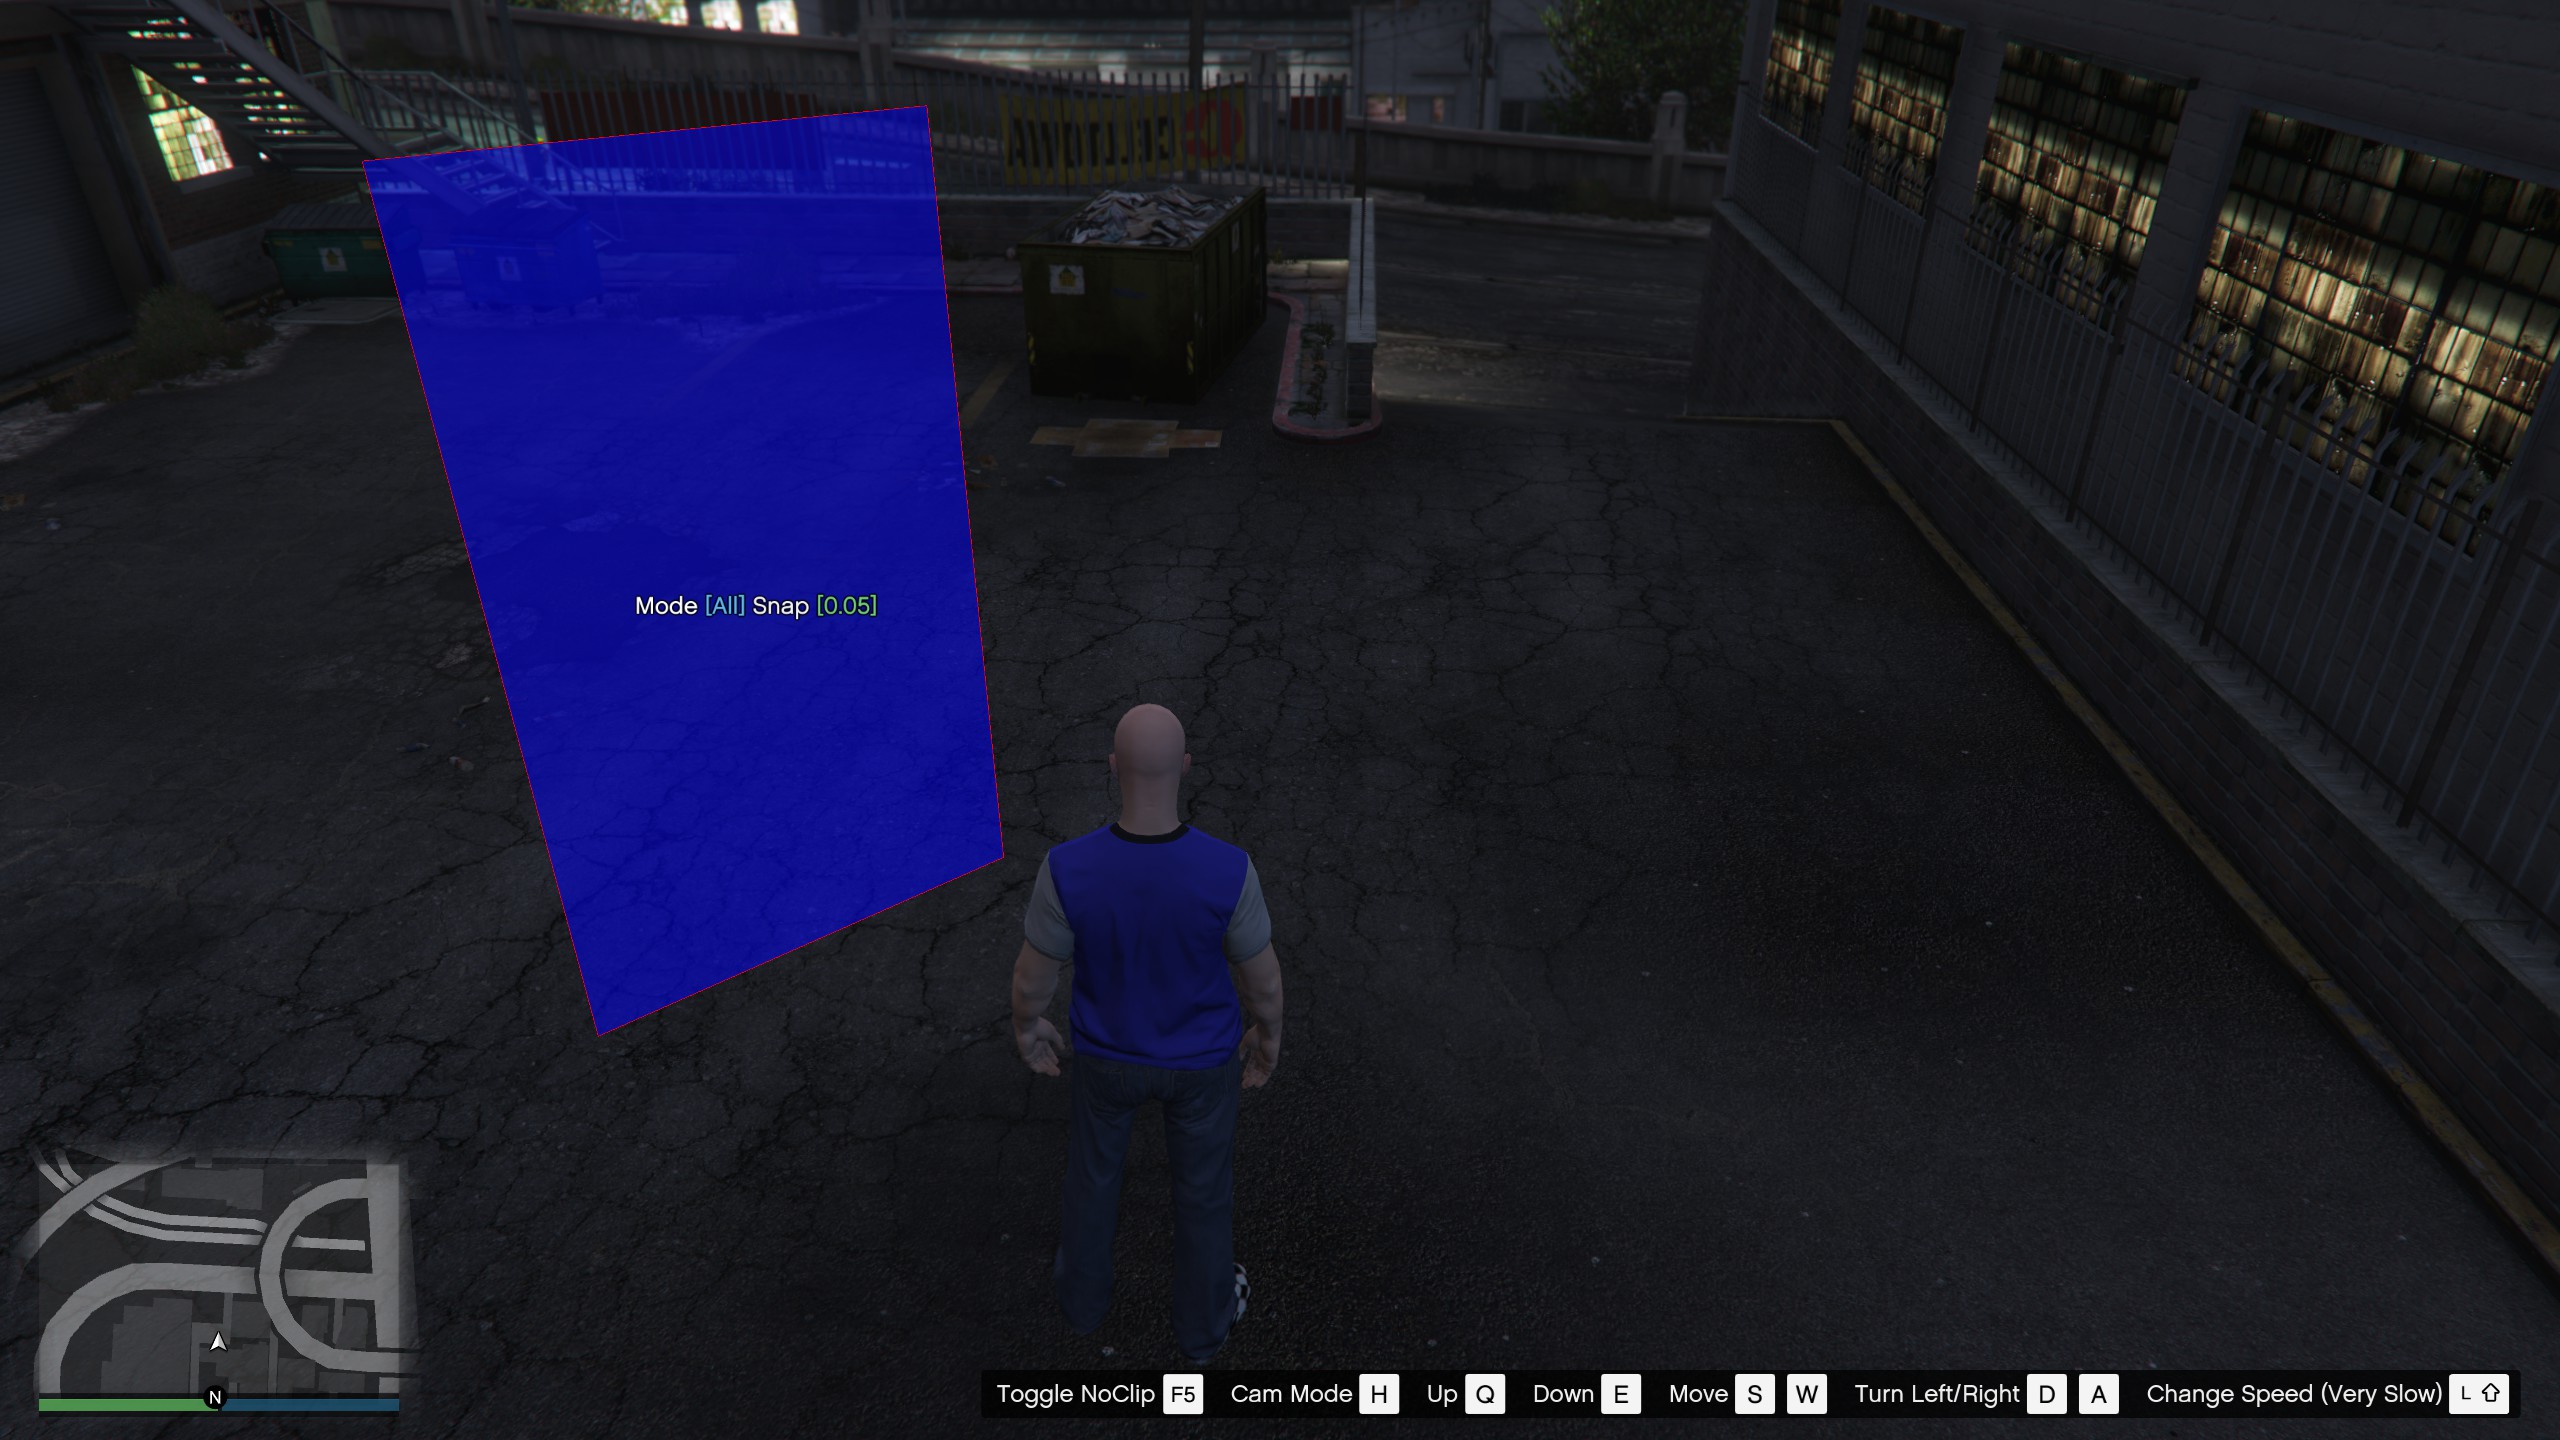 Mode [All] Snap [0.05]
N
Toggle NoClip F5 Cam Mode H Up Q Down E Move S W Turn Left/Right D A Change Speed (Very Slow) L ⇧